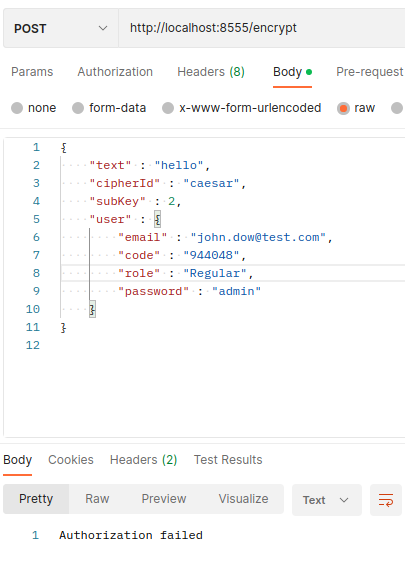 POST http://localhost:8555/encrypt
Params Authorization Headers (8) Body Pre-request
none form-data x-www-form-urlencoded raw
1 {
2 "text" : "hello",
3 "cipherId" : "caesar",
4 "subKey" : 2,
5 "user" : {
6 "email" : "john.dow@test.com",
7 "code" : "944048",
8 "role" : "Regular",
9 "password" : "admin"
10 }
11 }
12
Body Cookies Headers (2) Test Results
Pretty Raw Preview Visualize Text
1 Authorization failed